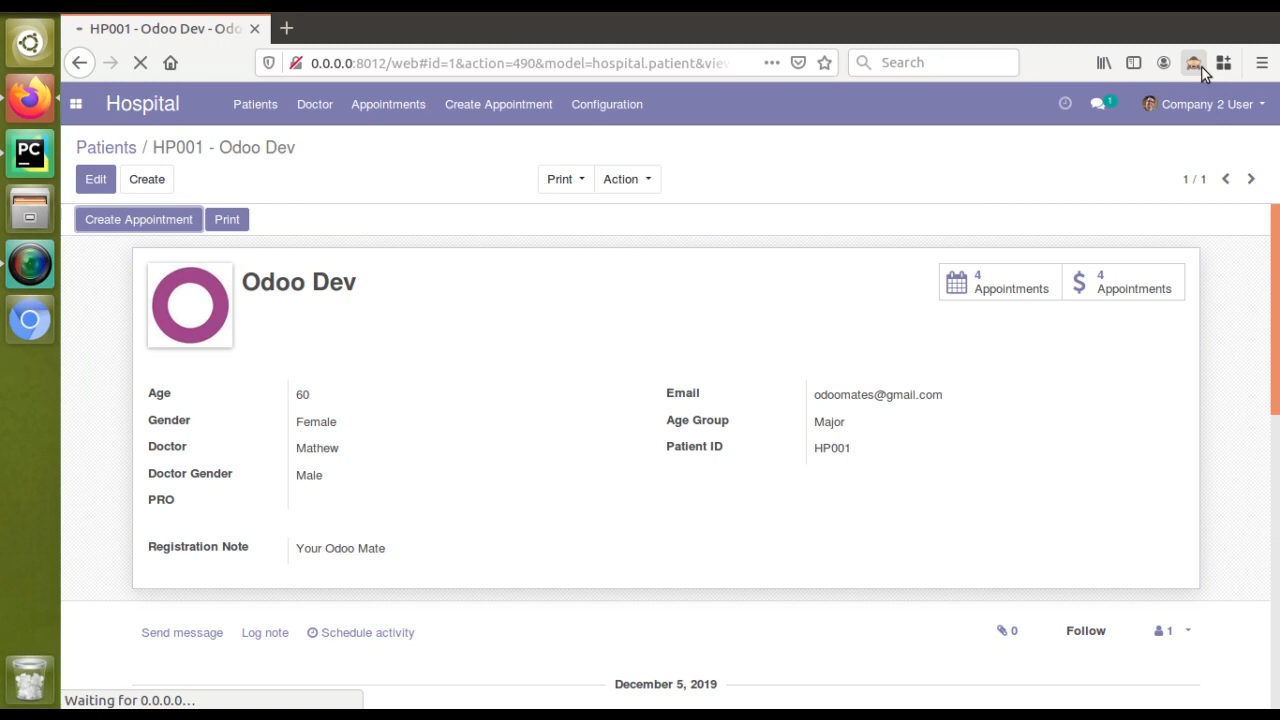 HP001 - Odoo Dev - Odo
0.0.0.0:8012/web#id=1&action=490&model=hospital.patient&view
Search
Hospital
Patients
Doctor
Appointments
Create Appointment
Configuration
1
Company 2 User
Patients / HP001 - Odoo Dev
Edit
Create
Print
Action
1 / 1
Create Appointment
Print
Odoo Dev
4
Appointments
$
4
Appointments
Age
60
Email
odoomates@gmail.com
Gender
Female
Age Group
Major
Doctor
Mathew
Patient ID
HP001
Doctor Gender
Male
PRO
Registration Note
Your Odoo Mate
Send message
Log note
Schedule activity
0
Follow
1
December 5, 2019
Waiting for 0.0.0.0...
PC